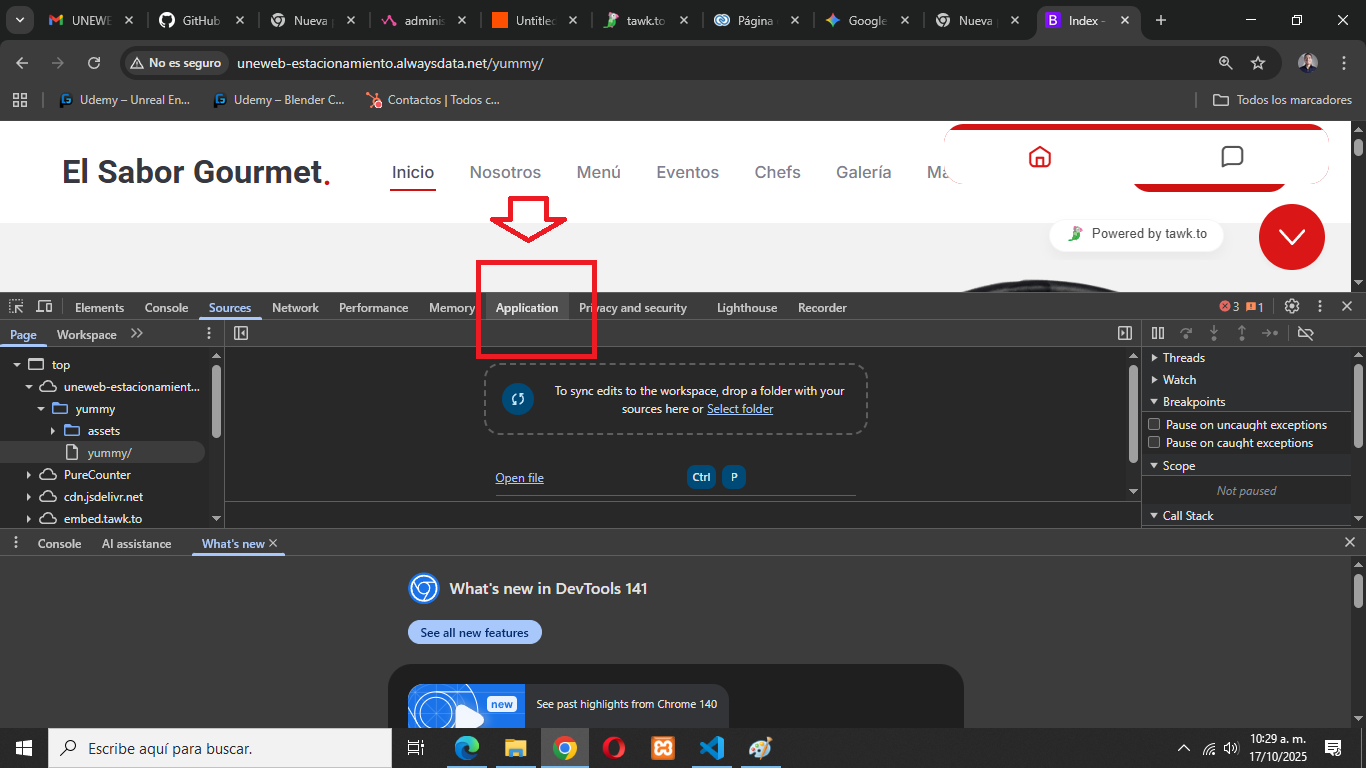 UNEWE
GitHub
Nueva
adminis
Untitled
tawk.to
Página
Google
Nueva
Index -
No es seguro
uneweb-estacionamiento.alwaysdata.net/yummy/
Udemy – Unreal En...
Udemy – Blender C...
Contactos | Todos c...
Todos los marcadores
El Sabor Gourmet.
Inicio
Nosotros
Menú
Eventos
Chefs
Galería
Ma
Powered by tawk.to
Elements
Console
Sources
Network
Performance
Memory
Application
Privacy and security
Lighthouse
Recorder
3
1
Page
Workspace
top
uneweb-estacionamient...
yummy
assets
yummy/
PureCounter
cdn.jsdelivr.net
embed.tawk.to
To sync edits to the workspace, drop a folder with your
sources here or Select folder
Open file
Ctrl
P
Threads
Watch
Breakpoints
Pause on uncaught exceptions
Pause on caught exceptions
Scope
Not paused
Call Stack
Console
AI assistance
What's new
What's new in DevTools 141
See all new features
new
See past highlights from Chrome 140
Escribe aquí para buscar.
10:29 a. m.
17/10/2025